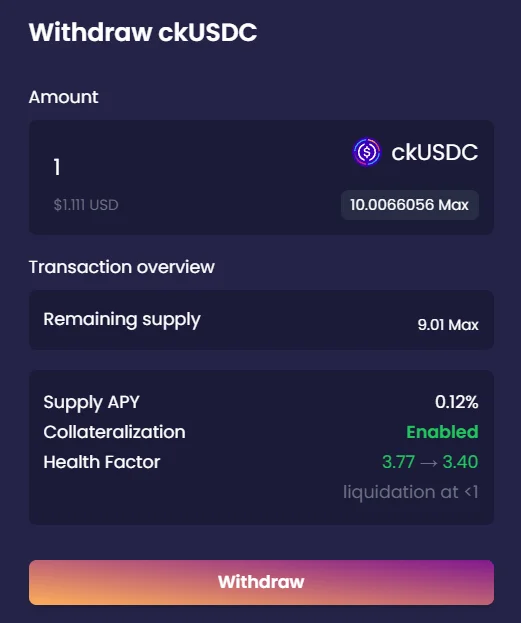 Withdraw ckUSDC
Amount
1
ckUSDC
$1.111 USD
10.0066056 Max
Transaction overview
Remaining supply
9.01 Max
Supply APY
0.12%
Collateralization
Enabled
Health Factor
3.77 → 3.40
liquidation at <1
Withdraw